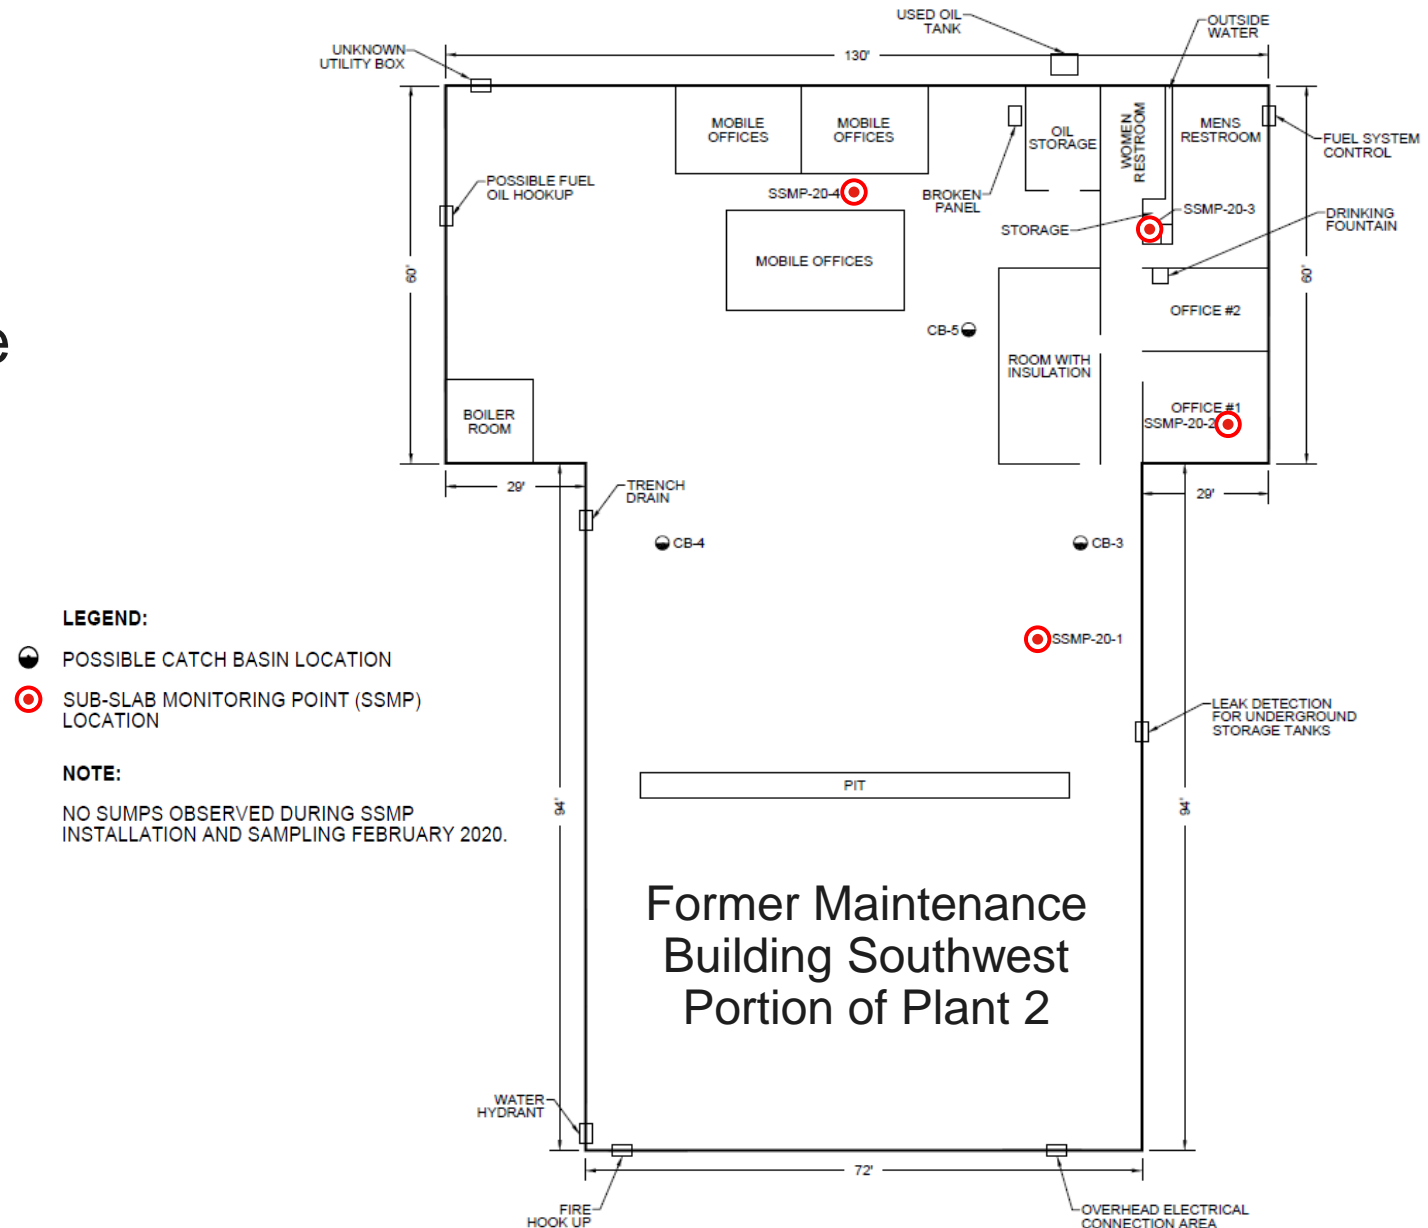 USED OIL
TANK
OUTSIDE
WATER
UNKNOWN
UTILITY BOX
130'
MOBILE
OFFICES
MOBILE
OFFICES
OIL
STORAGE
WOMEN
RESTROOM
MENS
RESTROOM
FUEL SYSTEM
CONTROL
POSSIBLE FUEL
OIL HOOKUP
SSMP-20-4
BROKEN
PANEL
SSMP-20-3
STORAGE
DRINKING
FOUNTAIN
60'
MOBILE OFFICES
60'
OFFICE #2
CB-5
e
ROOM WITH
INSULATION
BOILER
ROOM
OFFICE #1
SSMP-20-2
29'
TRENCH
DRAIN
29'
CB-4
CB-3
LEGEND:
POSSIBLE CATCH BASIN LOCATION
SUB-SLAB MONITORING POINT (SSMP)
LOCATION
SSMP-20-1
LEAK DETECTION
FOR UNDERGROUND
STORAGE TANKS
NOTE:
NO SUMPS OBSERVED DURING SSMP
INSTALLATION AND SAMPLING FEBRUARY 2020.
PIT
94'
94'
Former Maintenance
Building Southwest
Portion of Plant 2
WATER
HYDRANT
72'
FIRE
HOOK UP
OVERHEAD ELECTRICAL
CONNECTION AREA